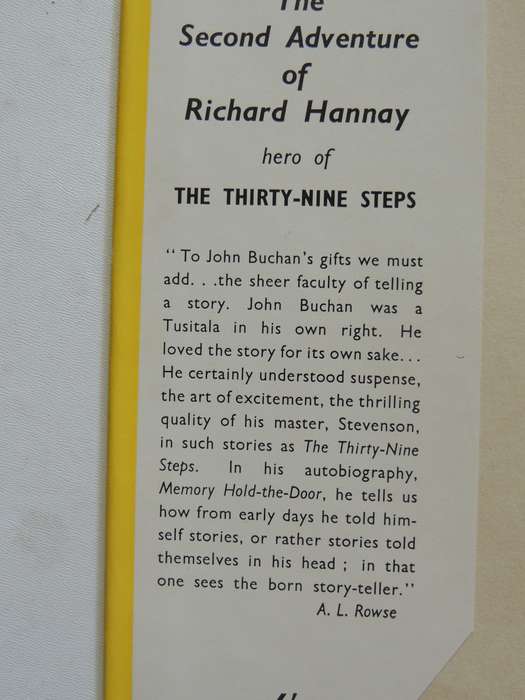 The
Second Adventure
of
Richard Hannay
hero of
THE THIRTY-NINE STEPS
"To John Buchan's gifts we must
add. . .the sheer faculty of telling
a story. John Buchan was a
Tusitala in his own right. He
loved the story for its own sake...
He certainly understood suspense,
the art of excitement, the thrilling
quality of his master, Stevenson,
in such stories as The Thirty-Nine
Steps. In his autobiography,
Memory Hold-the-Door, he tells us
how from early days he told him-
self stories, or rather stories told
themselves in his head ; in that
one sees the born story-teller."
A. L. Rowse